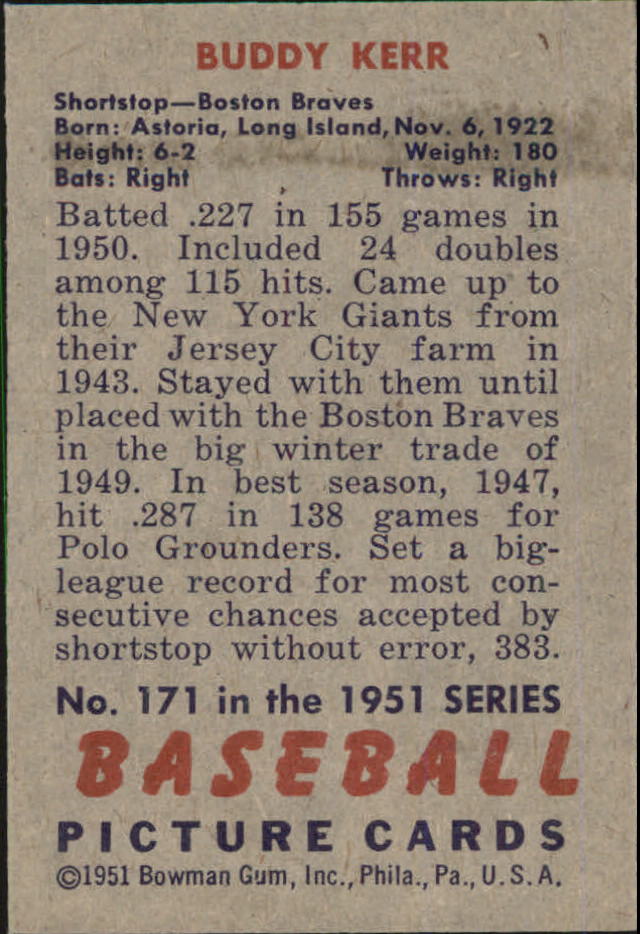 BUDDY KERR
Shortstop—Boston Braves
Born: Astoria, Long Island, Nov. 6, 1922
Height: 6-2 Weight: 180
Bats: Right Throws: Right
Batted .227 in 155 games in
1950. Included 24 doubles
among 115 hits. Came up to
the New York Giants from
their Jersey City farm in
1943. Stayed with them until
placed with the Boston Braves
in the big winter trade of
1949. In best season, 1947,
hit .287 in 138 games for
Polo Grounders. Set a big-
league record for most con-
secutive chances accepted by
shortstop without error, 383.
No. 171 in the 1951 SERIES
BASEBALL
PICTURE CARDS
©1951 Bowman Gum, Inc., Phila., Pa., U.S.A.